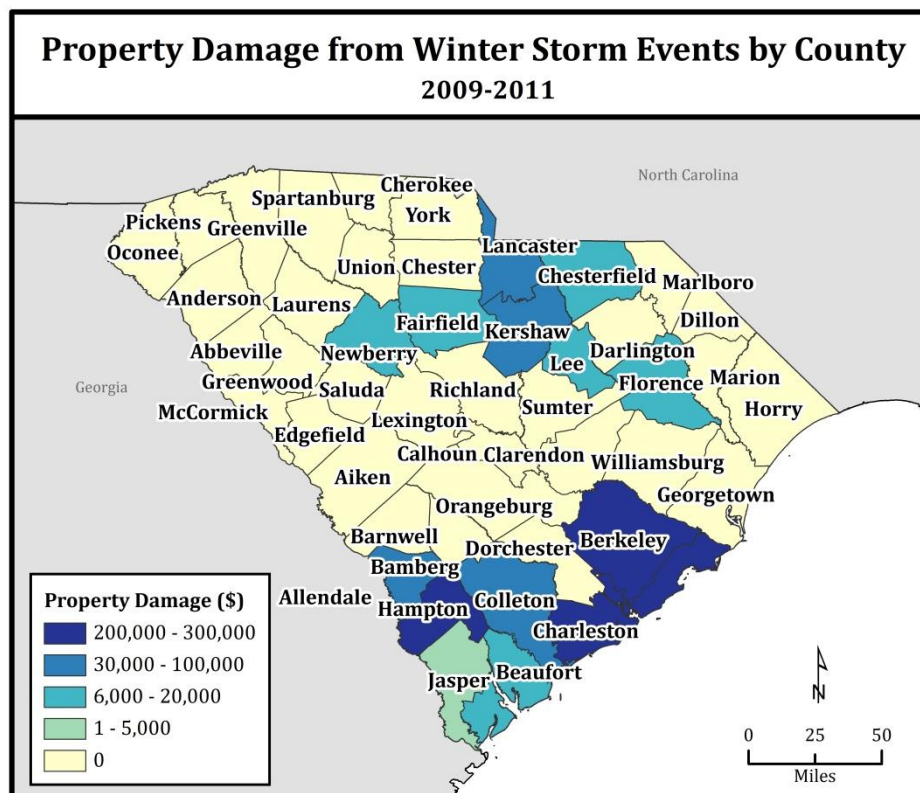 Property Damage from Winter Storm Events by County
2009-2011
North Carolina
Cherokee
Spartanburg
York
Pickens
Greenville
Oconee
Lancaster
Union
Chester
Chesterfield
Marlboro
Anderson
Laurens
Fairfield
Kershaw
Dillon
Abbeville
Newberry
Lee
Darlington
Georgia
Greenwood
Saluda
Richland
Florence
Marion
McCormick
Sumter
Horry
Edgefield
Lexington
Calhoun
Clarendon
Williamsburg
Aiken
Georgetown
Orangeburg
Barnwell
Dorchester
Berkeley
Bamberg
Allendale
Hampton
Colleton
Charleston
Jasper
Beaufort
Property Damage ($)
200,000 - 300,000
30,000 - 100,000
6,000 - 20,000
1 - 5,000
0
N
0 25 50
Miles